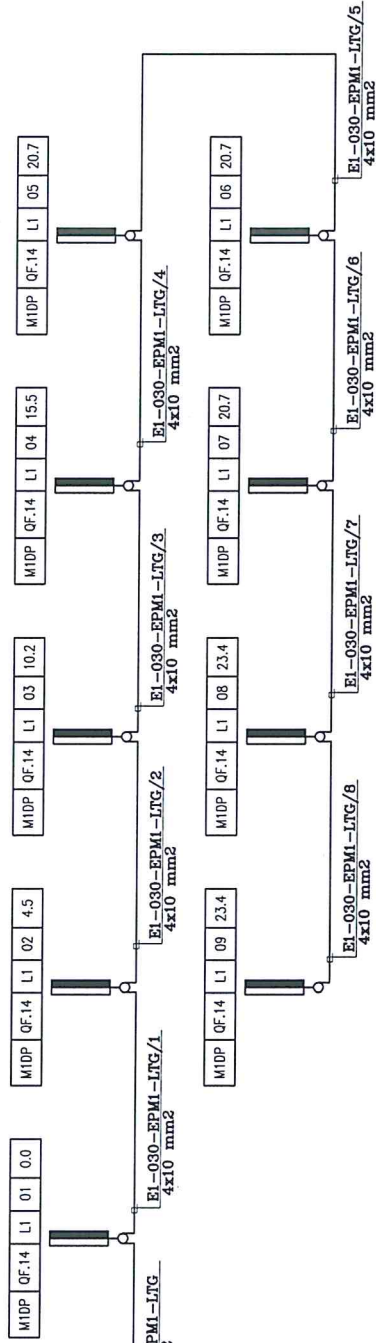 M1DP QF.14 L1 01 0.0
M1DP QF.14 L1 02 4.5
M1DP QF.14 L1 03 10.2
M1DP QF.14 L1 04 15.5
M1DP QF.14 L1 05 20.7
PM1-LTG
E1-030-EPM1-LTG/1
4x10 mm2
E1-030-EPM1-LTG/2
4x10 mm2
E1-030-EPM1-LTG/3
4x10 mm2
E1-030-EPM1-LTG/4
4x10 mm2
M1DP QF.14 L1 09 23.4
M1DP QF.14 L1 08 23.4
M1DP QF.14 L1 07 20.7
M1DP QF.14 L1 06 20.7
E1-030-EPM1-LTG/8
4x10 mm2
E1-030-EPM1-LTG/7
4x10 mm2
E1-030-EPM1-LTG/6
4x10 mm2
E1-030-EPM1-LTG/5
4x10 mm2